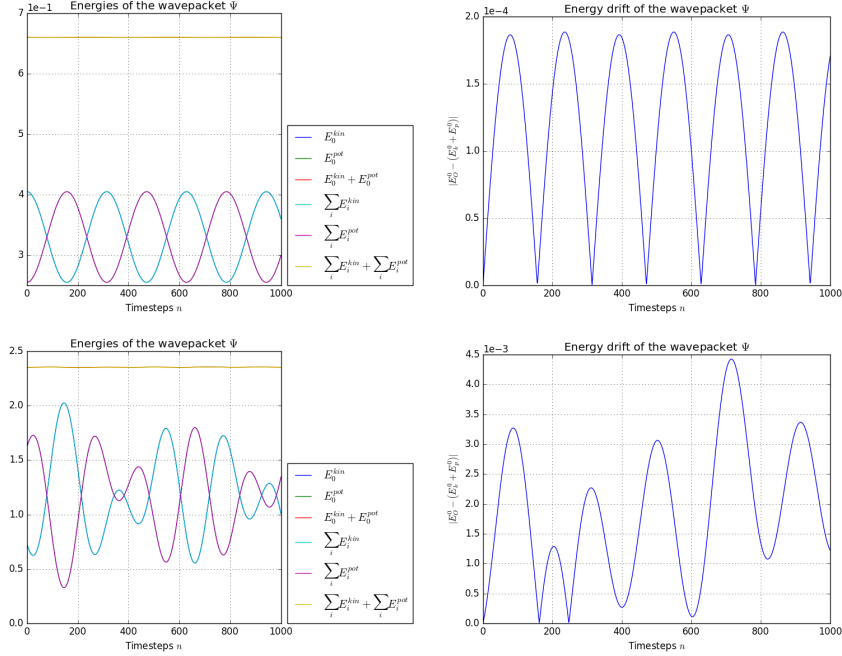 Energies of the wavepacket Ψ
1e−1
7
6
5
4
3
0 200 400 600 800 1000
Timesteps n
E_0^{kin}
E_0^{pot}
E_0^{kin} + E_0^{pot}
∑_i E_i^{kin}
∑_i E_i^{pot}
∑_i E_i^{kin} + ∑_i E_i^{pot}
Energy drift of the wavepacket Ψ
1e−4
2.0
1.5
1.0
0.5
0.0
|E_O^0 − (E_k^0 + E_p^0)|
0 200 400 600 800 1000
Timesteps n
Energies of the wavepacket Ψ
2.5
2.0
1.5
1.0
0.5
0.0
0 200 400 600 800 1000
Timesteps n
E_0^{kin}
E_0^{pot}
E_0^{kin} + E_0^{pot}
∑_i E_i^{kin}
∑_i E_i^{pot}
∑_i E_i^{kin} + ∑_i E_i^{pot}
Energy drift of the wavepacket Ψ
1e−3
4.5
4.0
3.5
3.0
2.5
2.0
1.5
1.0
0.5
0.0
|E_O^0 − (E_k^0 + E_p^0)|
0 200 400 600 800 1000
Timesteps n